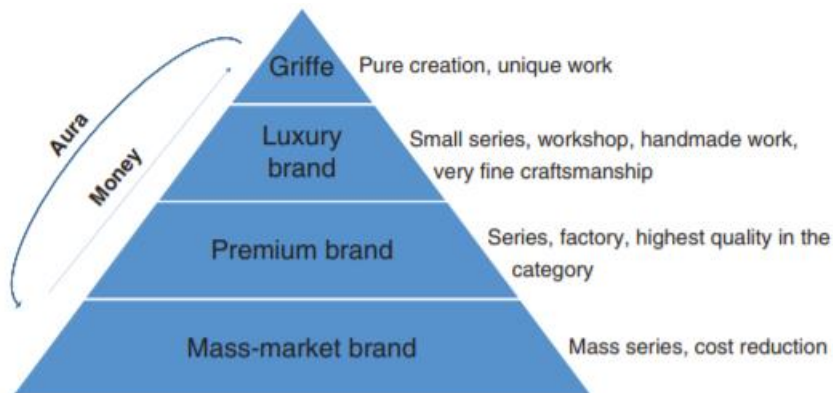 Griffe
Pure creation, unique work
Aura
Money
Luxury
brand
Small series, workshop, handmade work,
very fine craftsmanship
Premium brand
Series, factory, highest quality in the
category
Mass-market brand
Mass series, cost reduction